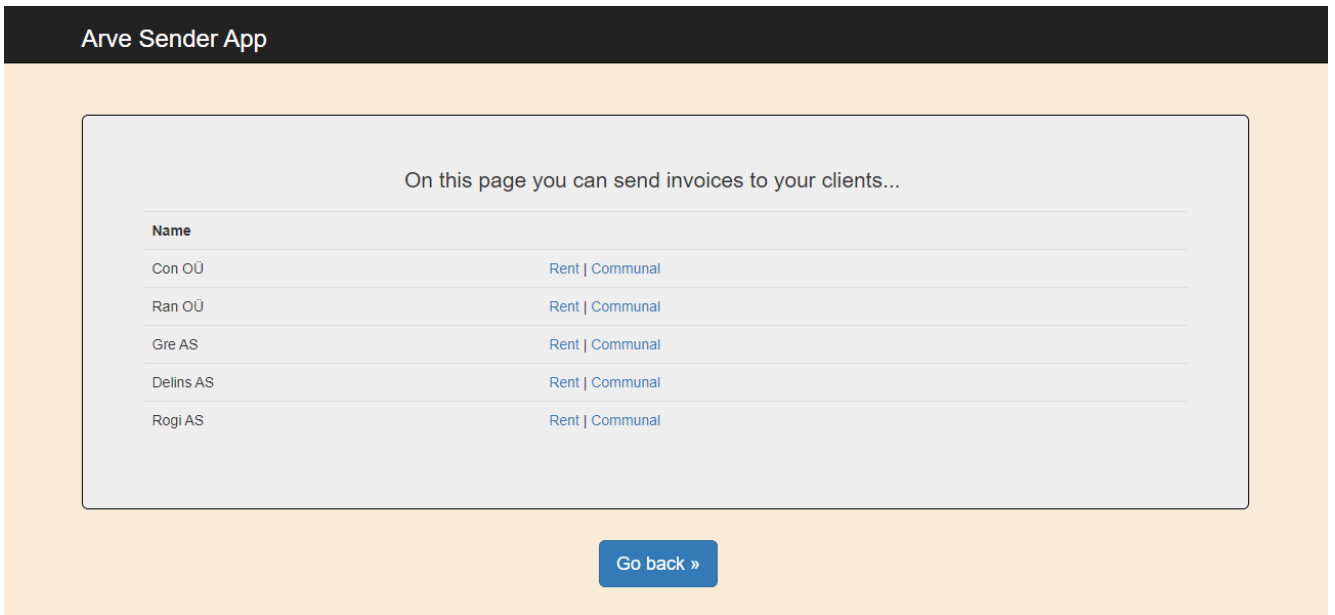 Arve Sender App
On this page you can send invoices to your clients...
Name
Con OÜ Rent | Communal
Ran OÜ Rent | Communal
Gre AS Rent | Communal
Delins AS Rent | Communal
Rogi AS Rent | Communal
Go back »